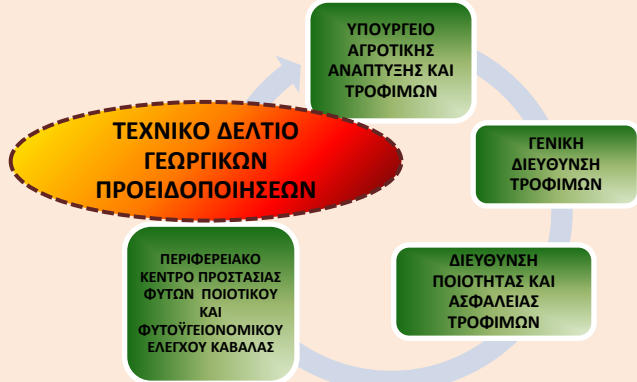 ΥΠΟΥΡΓΕΙΟ
ΑΓΡΟΤΙΚΗΣ
ΑΝΑΠΤΥΞΗΣ ΚΑΙ
ΤΡΟΦΙΜΩΝ
ΤΕΧΝΙΚΟ ΔΕΛΤΙΟ
ΓΕΩΡΓΙΚΩΝ
ΠΡΟΕΙΔΟΠΟΙΗΣΕΩΝ
ΓΕΝΙΚΗ
ΔΙΕΥΘΥΝΣΗ
ΤΡΟΦΙΜΩΝ
ΔΙΕΥΘΥΝΣΗ
ΠΟΙΟΤΗΤΑΣ ΚΑΙ
ΑΣΦΑΛΕΙΑΣ
ΤΡΟΦΙΜΩΝ
ΠΕΡΙΦΕΡΕΙΑΚΟ
ΚΕΝΤΡΟ ΠΡΟΣΤΑΣΙΑΣ
ΦΥΤΩΝ ΠΟΙΟΤΙΚΟΥ
ΚΑΙ
ΦΥΤΟΫΓΕΙΟΝΟΜΙΚΟΥ
ΕΛΕΓΧΟΥ ΚΑΒΑΛΑΣ